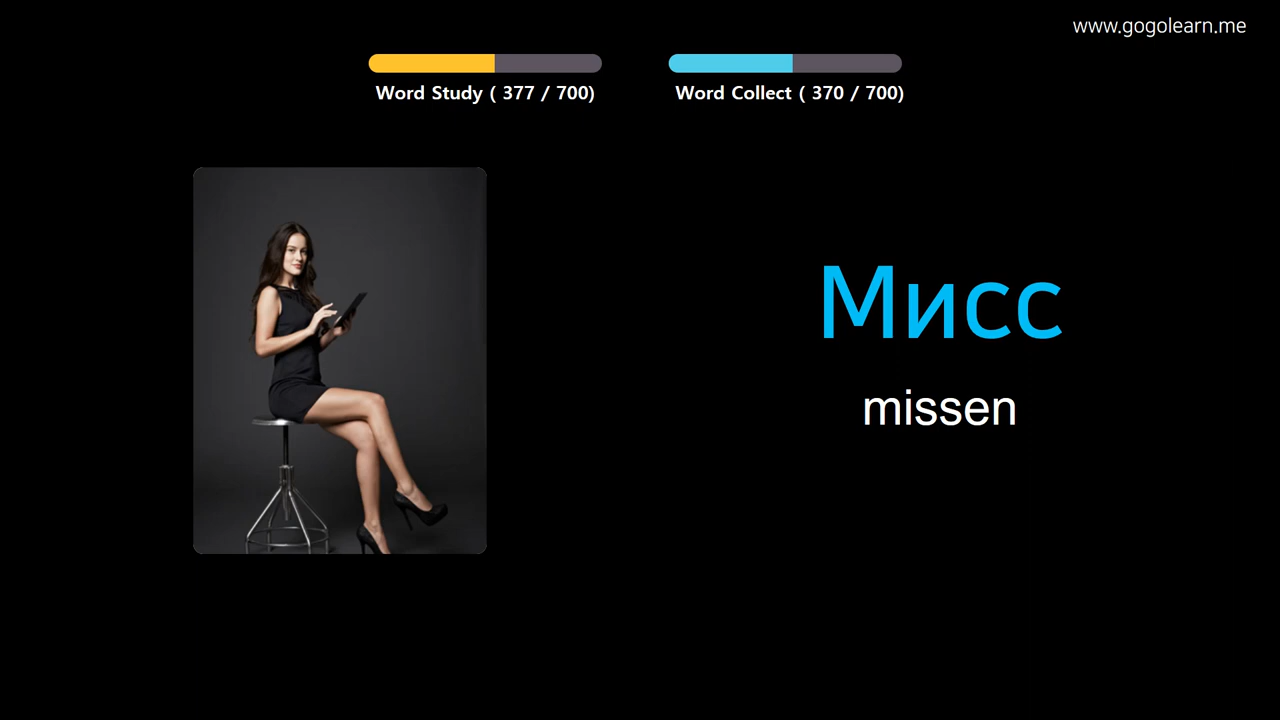 www.gogolearn.me
Word Study ( 377 / 700)
Word Collect ( 370 / 700)
Мисс
missen